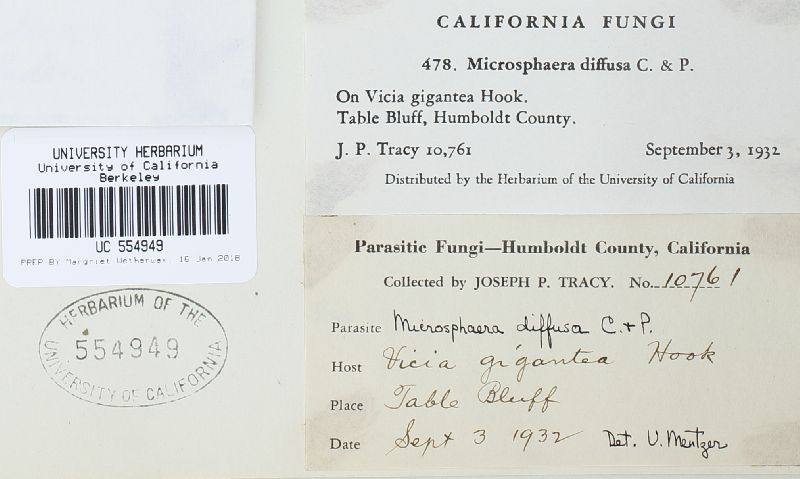 CALIFORNIA FUNGI
478. Microsphaera diffusa C. & P.
On Vicia gigantea Hook.
Table Bluff, Humboldt County.
J. P. Tracy 10,761 September 3, 1932
Distributed by the Herbarium of the University of California
UNIVERSITY HERBARIUM
University of California
Berkeley
UC 554949
PREP BY Margriet Wetherwax, 16 Jan 2018
HERBARIUM OF THE
554949
UNIVERSITY OF CALIFORNIA
Parasitic Fungi—Humboldt County, California
Collected by JOSEPH P. TRACY. No. 10761
Parasite Microsphaera diffusa C. & P.
Host Vicia gigantea Hook
Place Table Bluff
Date Sept 3 1932 Det. V. Mentzer